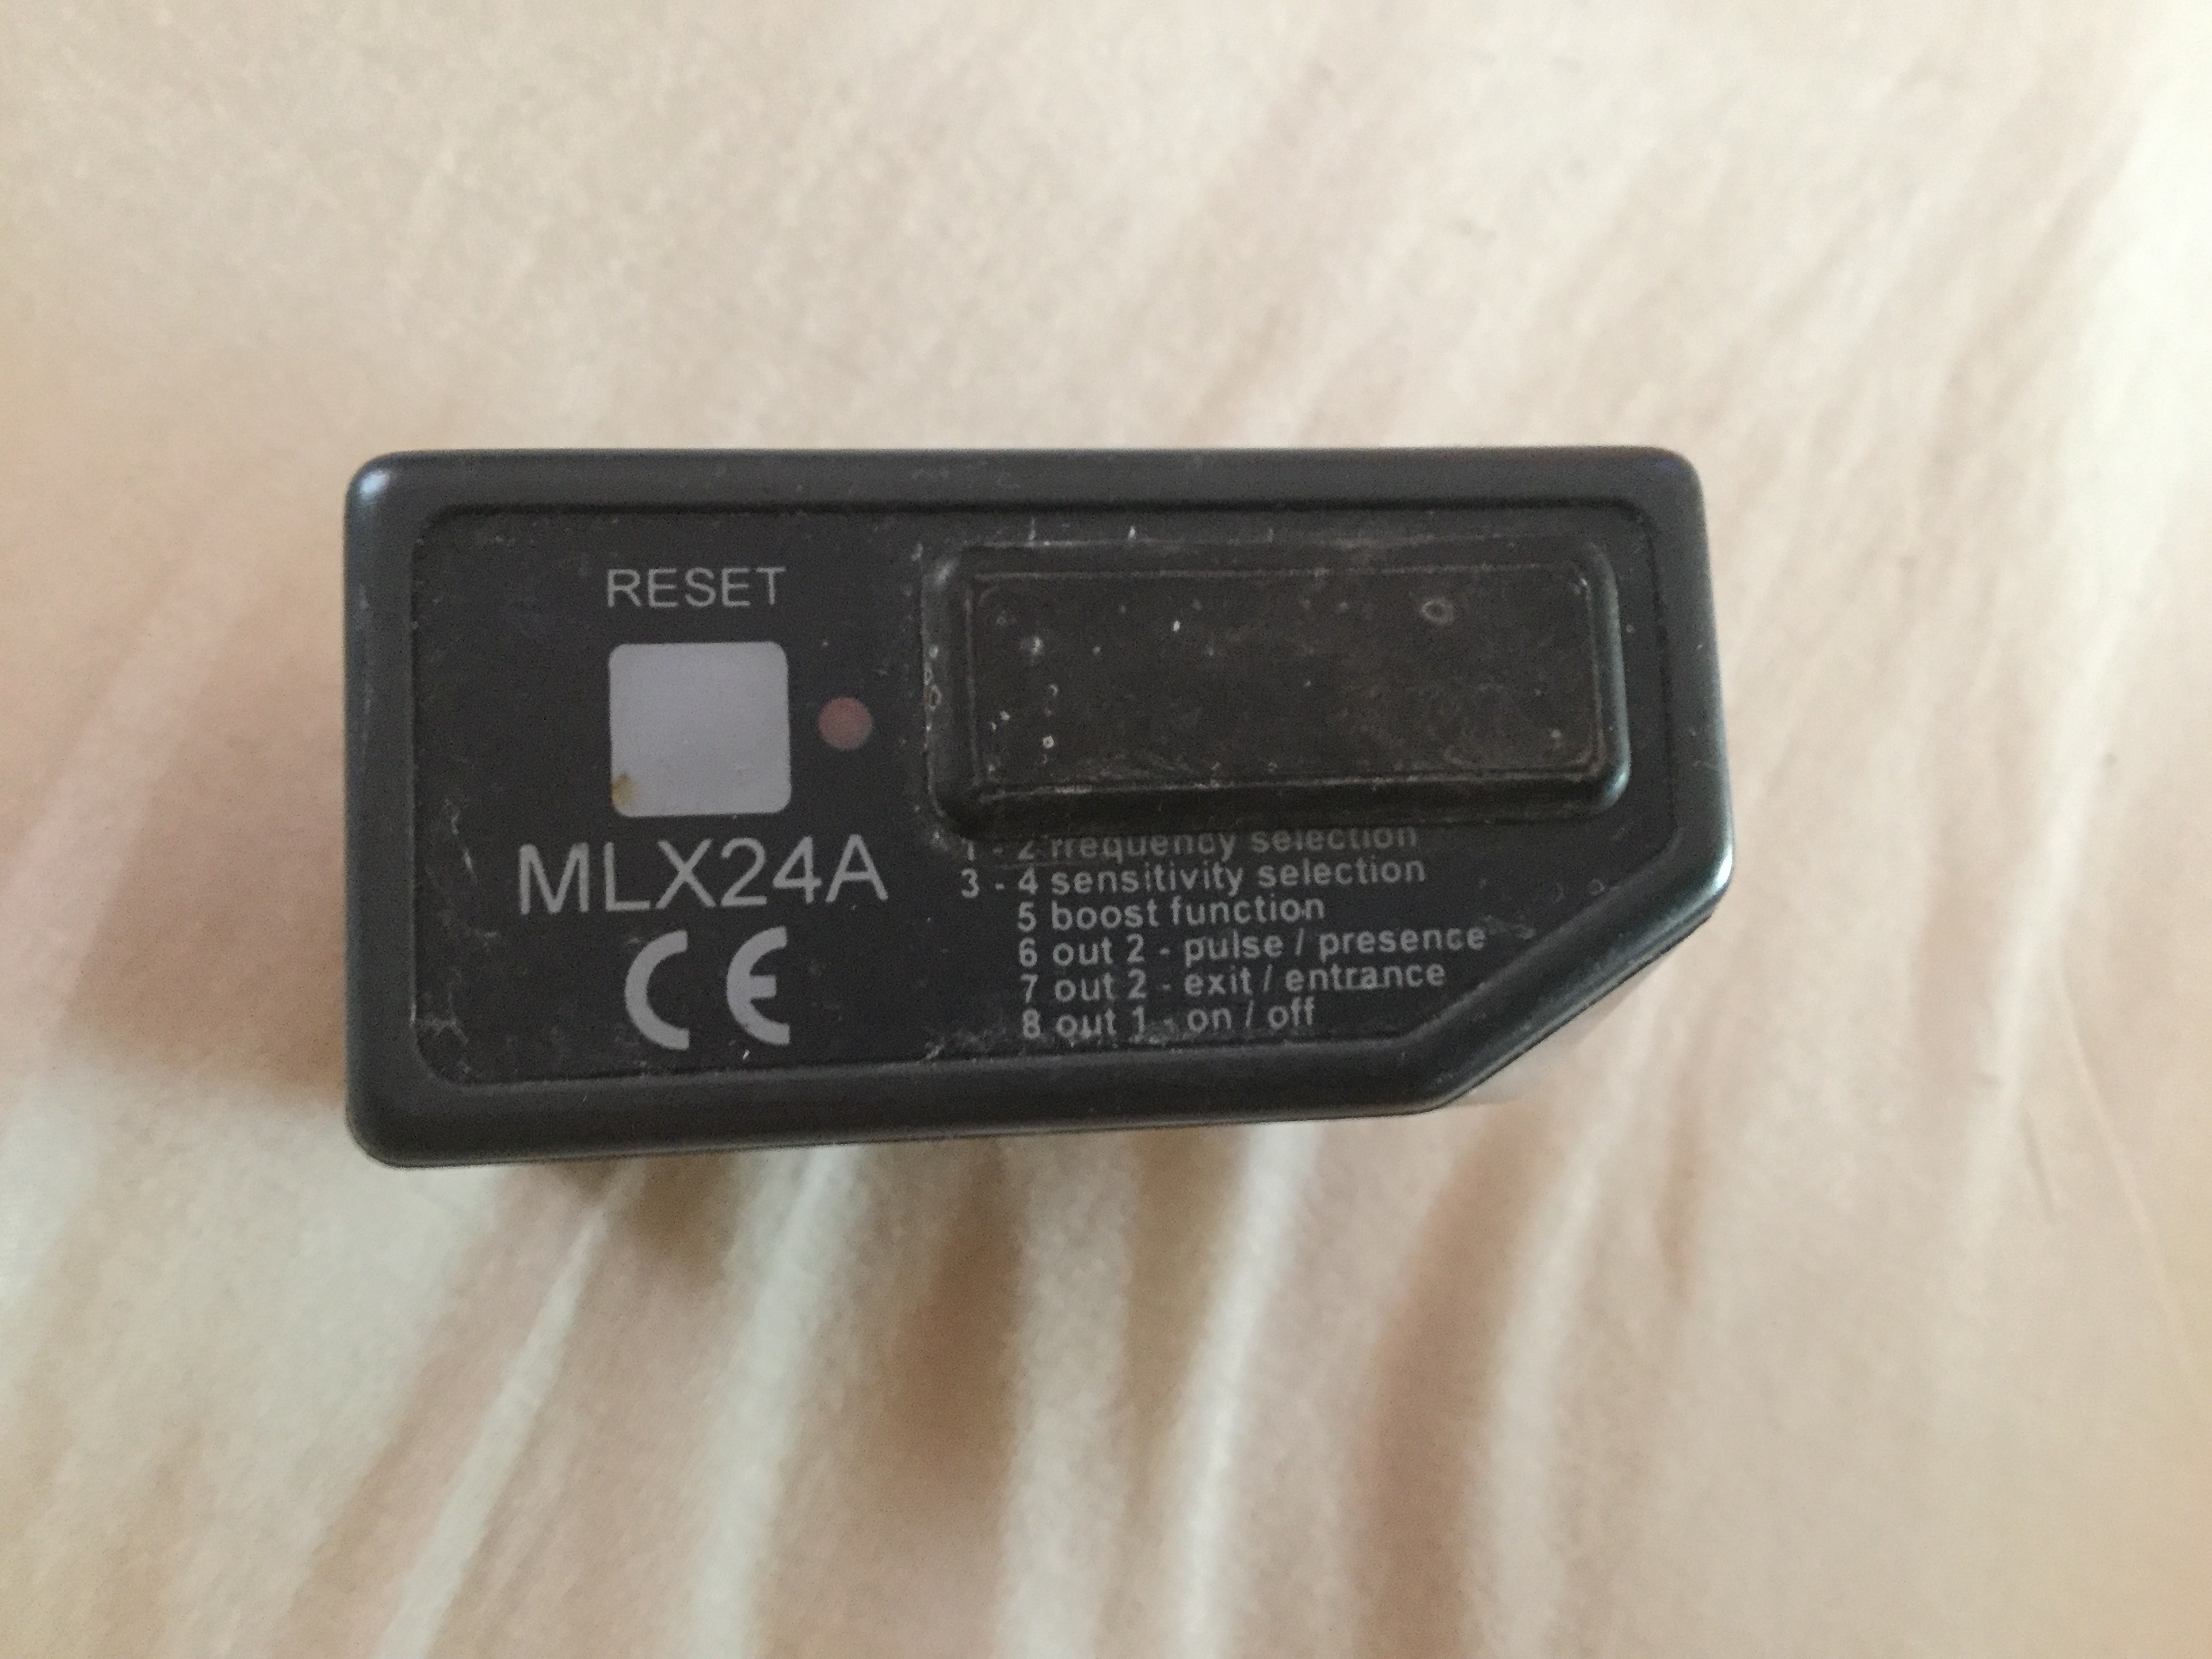 RESET
MLX24A
CE
1 - 2 frequency selection
3 - 4 sensitivity selection
5 boost function
6 out 2 - pulse / presence
7 out 2 - exit / entrance
8 out 1 - on / off